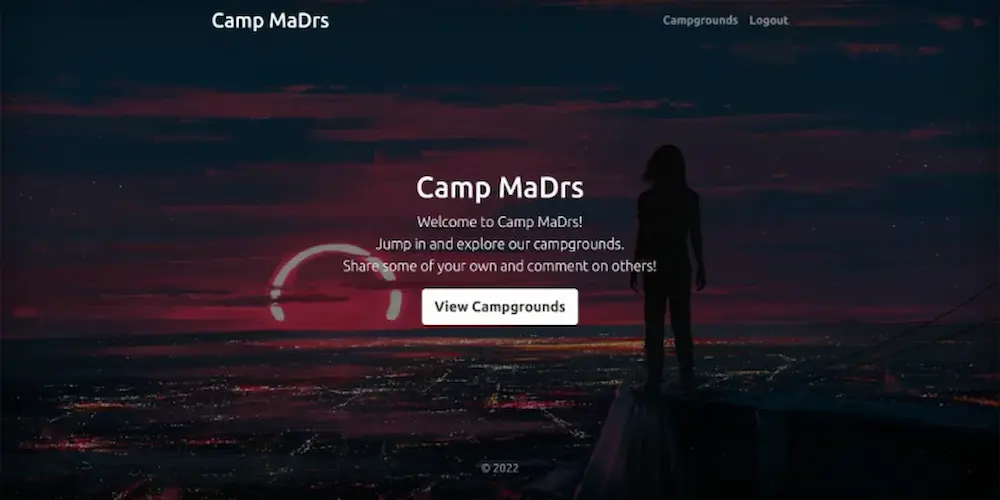 Camp MaDrs
Campgrounds Logout
Camp MaDrs
Welcome to Camp MaDrs!
Jump in and explore our campgrounds.
Share some of your own and comment on others!
View Campgrounds
© 2022